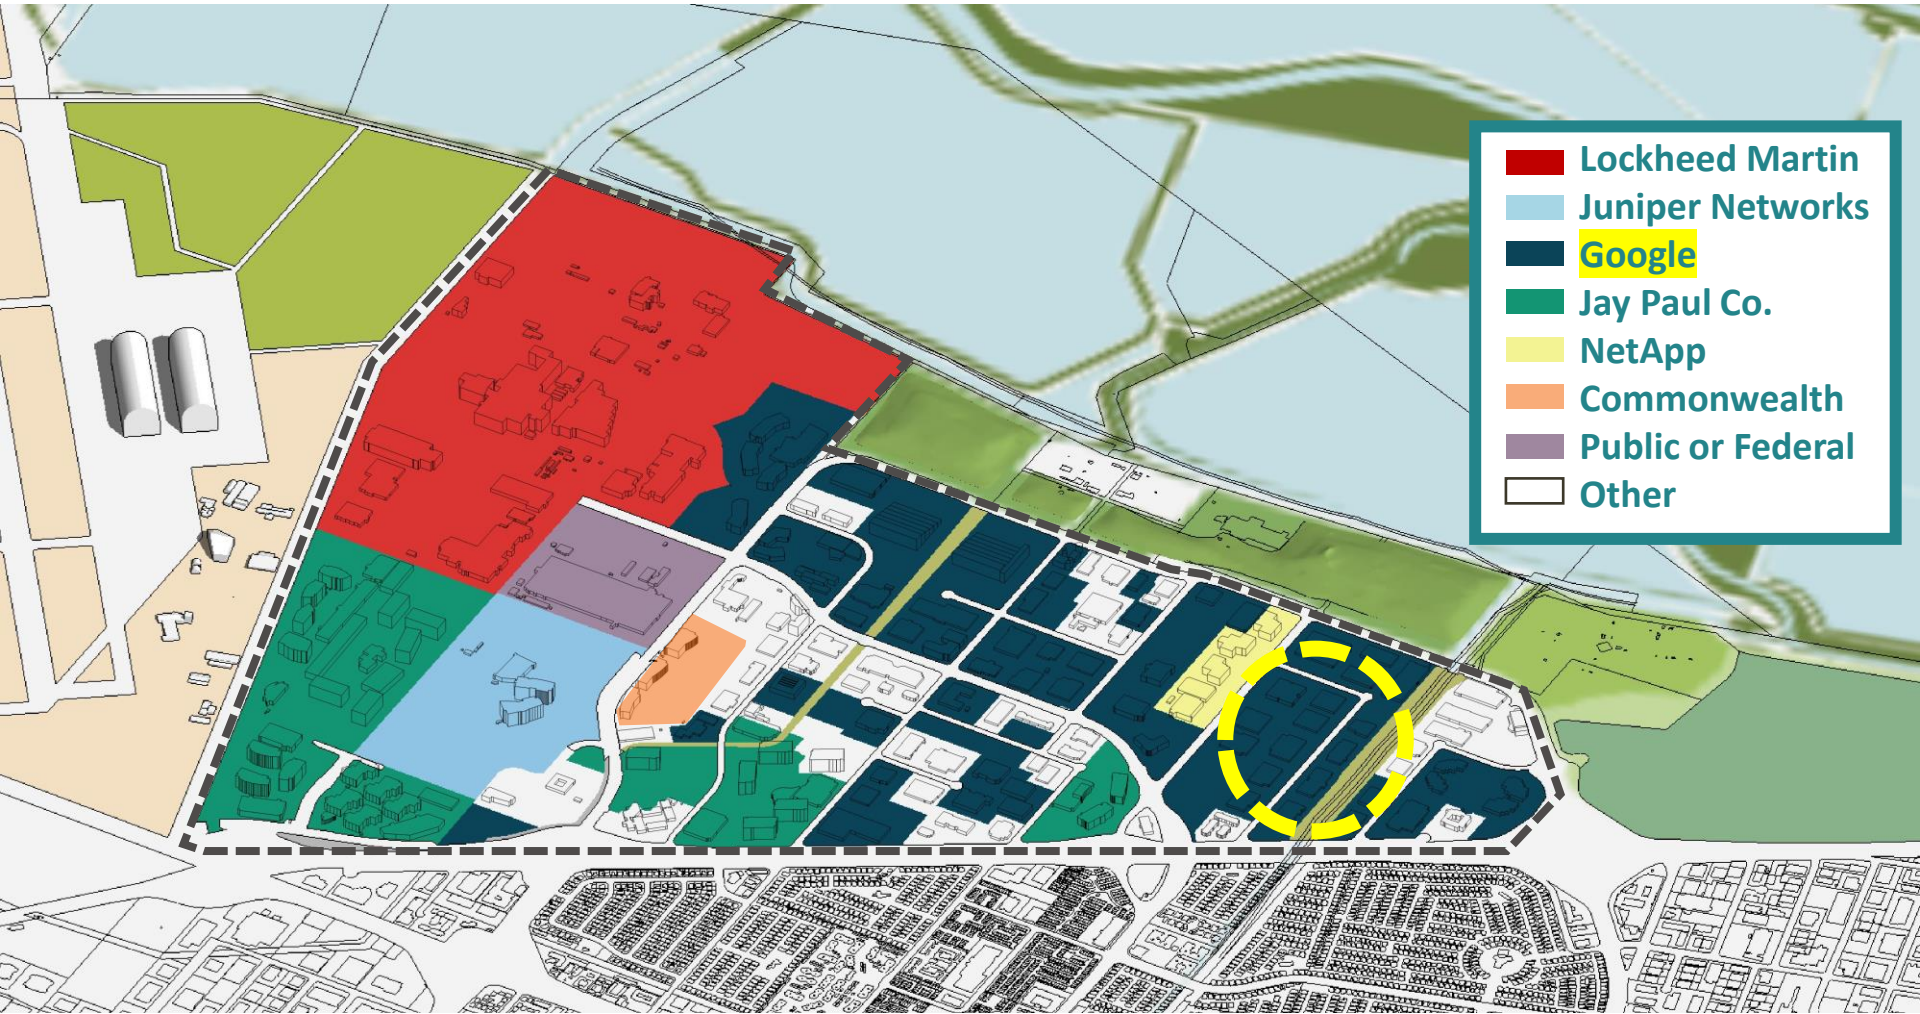 Lockheed Martin
Juniper Networks
Google
Jay Paul Co.
NetApp
Commonwealth
Public or Federal
Other